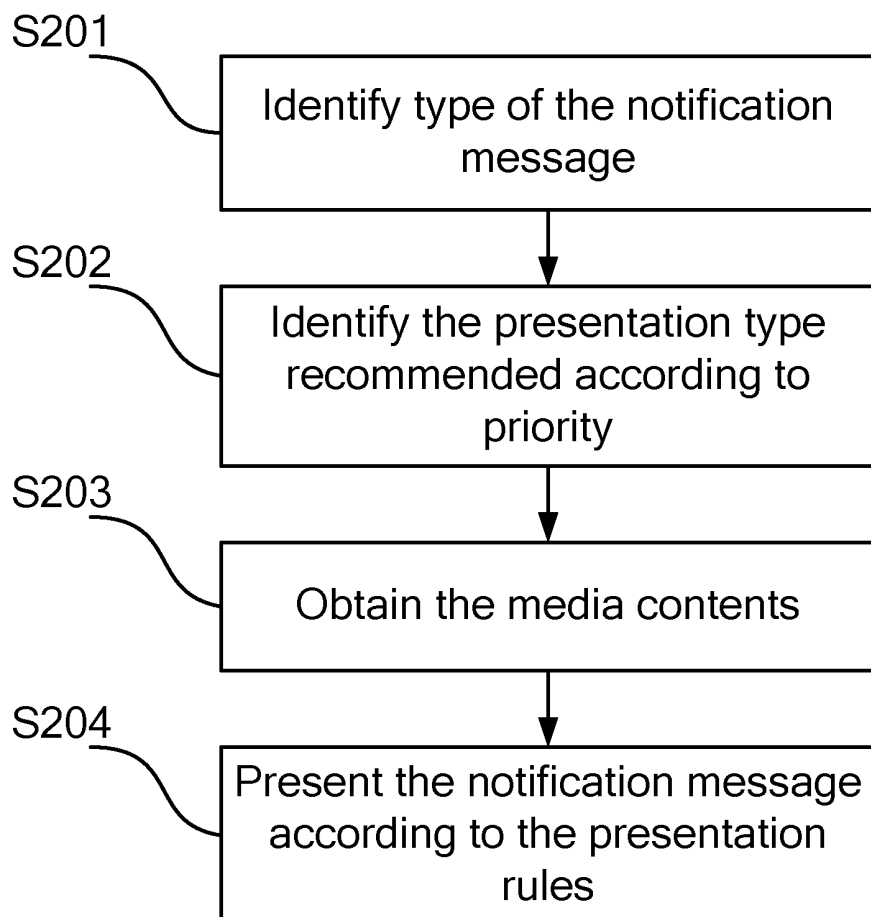 S201
Identify type of the notification
message
S202
Identify the presentation type
recommended according to
priority
S203
Obtain the media contents
S204
Present the notification message
according to the presentation
rules